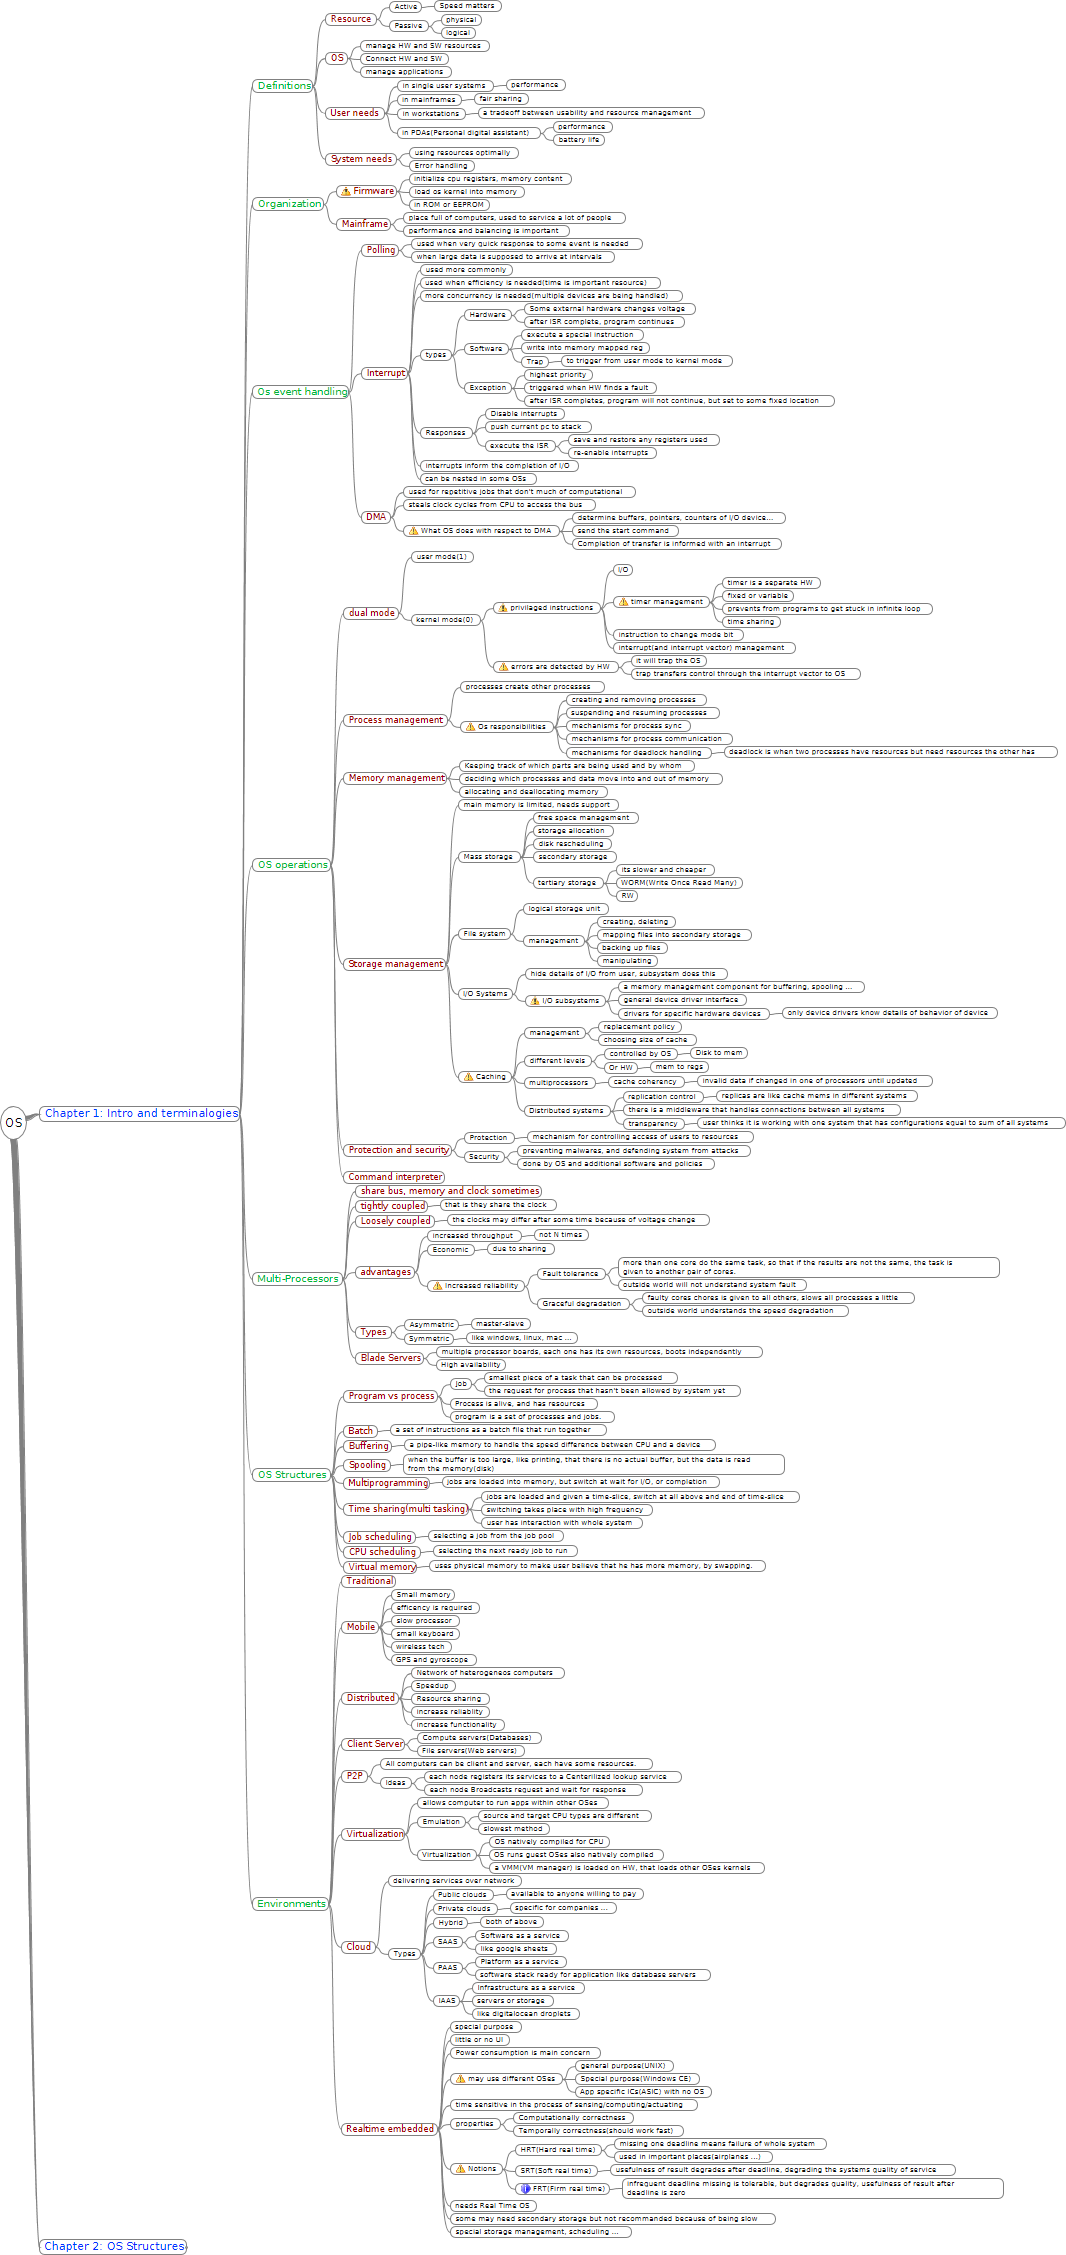 OS
Chapter 1: Intro and terminalogies
Definitions
Resource
Active
Speed matters
Passive
physical
logical
OS
manage HW and SW resources
Connect HW and SW
manage applications
User needs
in single user systems
performance
in mainframes
fair sharing
in workstations
a tradeoff between usability and resource management
in PDAs(Personal digital assistant)
performance
battery life
System needs
using resources optimally
Error handling
Organization
Firmware
initialize cpu registers, memory content
load os kernel into memory
in ROM or EEPROM
Mainframe
place full of computers, used to service a lot of people
performance and balancing is important
Os event handling
Polling
used when very quick response to some event is needed
when large data is supposed to arrive at intervals
Interrupt
used more commonly
used when efficiency is needed(time is important resource)
more concurrency is needed(multiple devices are being handled)
types
Hardware
Some external hardware changes voltage
after ISR complete, program continues
Software
execute a special instruction
write into memory mapped reg
Trap
to trigger from user mode to kernel mode
Exception
highest priority
triggered when HW finds a fault
after ISR completes, program will not continue, but set to some fixed location
Responses
Disable interrupts
push current pc to stack
execute the ISR
save and restore any registers used
re-enable interrupts
interrupts inform the completion of I/O
can be nested in some OSs
DMA
used for repetitive jobs that don't much of computational
steals clock cycles from CPU to access the bus
What OS does with respect to DMA
determine buffers, pointers, counters of I/O device...
send the start command
Completion of transfer is informed with an interrupt
OS operations
dual mode
user mode(1)
kernel mode(0)
privilaged instructions
I/O
timer management
timer is a separate HW
fixed or variable
prevents from programs to get stuck in infinite loop
time sharing
instruction to change mode bit
interrupt(and interrupt vector) management
errors are detected by HW
it will trap the OS
trap transfers control through the interrupt vector to OS
Process management
processes create other processes
Os responsibilities
creating and removing processes
suspending and resuming processes
mechanisms for process sync
mechanisms for process communication
mechanisms for deadlock handling
deadlock is when two processes have resources but need resources the other has
Memory management
Keeping track of which parts are being used and by whom
deciding which processes and data move into and out of memory
allocating and deallocating memory
Storage management
main memory is limited, needs support
Mass storage
free space management
storage allocation
disk rescheduling
secondary storage
tertiary storage
its slower and cheaper
WORM(Write Once Read Many)
RW
File system
logical storage unit
management
creating, deleting
mapping files into secondary storage
backing up files
manipulating
I/O Systems
hide details of I/O from user, subsystem does this
I/O subsystems
a memory management component for buffering, spooling ...
general device driver interface
drivers for specific hardware devices
only device drivers know details of behavior of device
Caching
management
replacement policy
choosing size of cache
different levels
controlled by OS
Disk to mem
Or HW
mem to regs
multiprocessors
cache coherency
invalid data if changed in one of processors until updated
Distributed systems
replication control
replicas are like cache mems in different systems
there is a middleware that handles connections between all systems
transparency
user thinks it is working with one system that has configurations equal to sum of all systems
Protection and security
Protection
mechanism for controlling access of users to resources
Security
preventing malwares, and defending system from attacks
done by OS and additional software and policies
Command interpreter
Multi-Processors
share bus, memory and clock sometimes
tightly coupled
that is they share the clock
Loosely coupled
the clocks may differ after some time because of voltage change
advantages
increased throughput
not N times
Economic
due to sharing
Increased reliability
Fault tolerance
more than one core do the same task, so that if the results are not the same, the task is
given to another pair of cores.
outside world will not understand system fault
Graceful degradation
faulty cores chores is given to all others, slows all processes a little
outside world understands the speed degradation
Types
Asymmetric
master-slave
Symmetric
like windows, linux, mac ...
Blade Servers
multiple processor boards, each one has its own resources, boots independently
High availability
OS Structures
Program vs process
Job
smallest piece of a task that can be processed
the request for process that hasn't been allowed by system yet
Process is alive, and has resources
program is a set of processes and jobs.
Batch
a set of instructions as a batch file that run together
Buffering
a pipe-like memory to handle the speed difference between CPU and a device
Spooling
when the buffer is too large, like printing, that there is no actual buffer, but the data is read
from the memory(disk)
Multiprogramming
jobs are loaded into memory, but switch at wait for I/O, or completion
Time sharing(multi tasking)
jobs are loaded and given a time-slice, switch at all above and end of time-slice
switching takes place with high frequency
user has interaction with whole system
Job scheduling
selecting a job from the job pool
CPU scheduling
selecting the next ready job to run
Virtual memory
uses physical memory to make user believe that he has more memory, by swapping.
Environments
Traditional
Mobile
Small memory
efficency is required
slow processor
small keyboard
wireless tech
GPS and gyroscope
Distributed
Network of heterogeneos computers
Speedup
Resource sharing
increase reliablity
increase functionality
Client Server
Compute servers(Databases)
File servers(Web servers)
P2P
All computers can be client and server, each have some resources.
Ideas
each node registers its services to a Centerilized lookup service
each node Broadcasts request and wait for response
Virtualization
allows computer to run apps within other OSes
Emulation
source and target CPU types are different
slowest method
Virtualization
OS natively compiled for CPU
OS runs guest OSes also natively compiled
a VMM(VM manager) is loaded on HW, that loads other OSes kernels
Cloud
delivering services over network
Types
Public clouds
available to anyone willing to pay
Private clouds
specific for companies ...
Hybrid
both of above
SAAS
Software as a service
like google sheets
PAAS
Platform as a service
software stack ready for application like database servers
IAAS
Infrastructure as a service
servers or storage
like digitalocean droplets
Realtime embedded
special purpose
little or no UI
Power consumption is main concern
may use different OSes
general purpose(UNIX)
Special purpose(Windows CE)
App specific ICs(ASIC) with no OS
time sensitive in the process of sensing/computing/actuating
properties
Computationally correctness
Temporally correctness(should work fast)
Notions
HRT(Hard real time)
missing one deadline means failure of whole system
used in important places(airplanes ...)
SRT(Soft real time)
usefulness of result degrades after deadline, degrading the systems quality of service
FRT(Firm real time)
infrequent deadline missing is tolerable, but degrades quality, usefulness of result after
deadline is zero
needs Real Time OS
some may need secondary storage but not recommanded because of being slow
special storage management, scheduling ...
Chapter 2: OS Structures